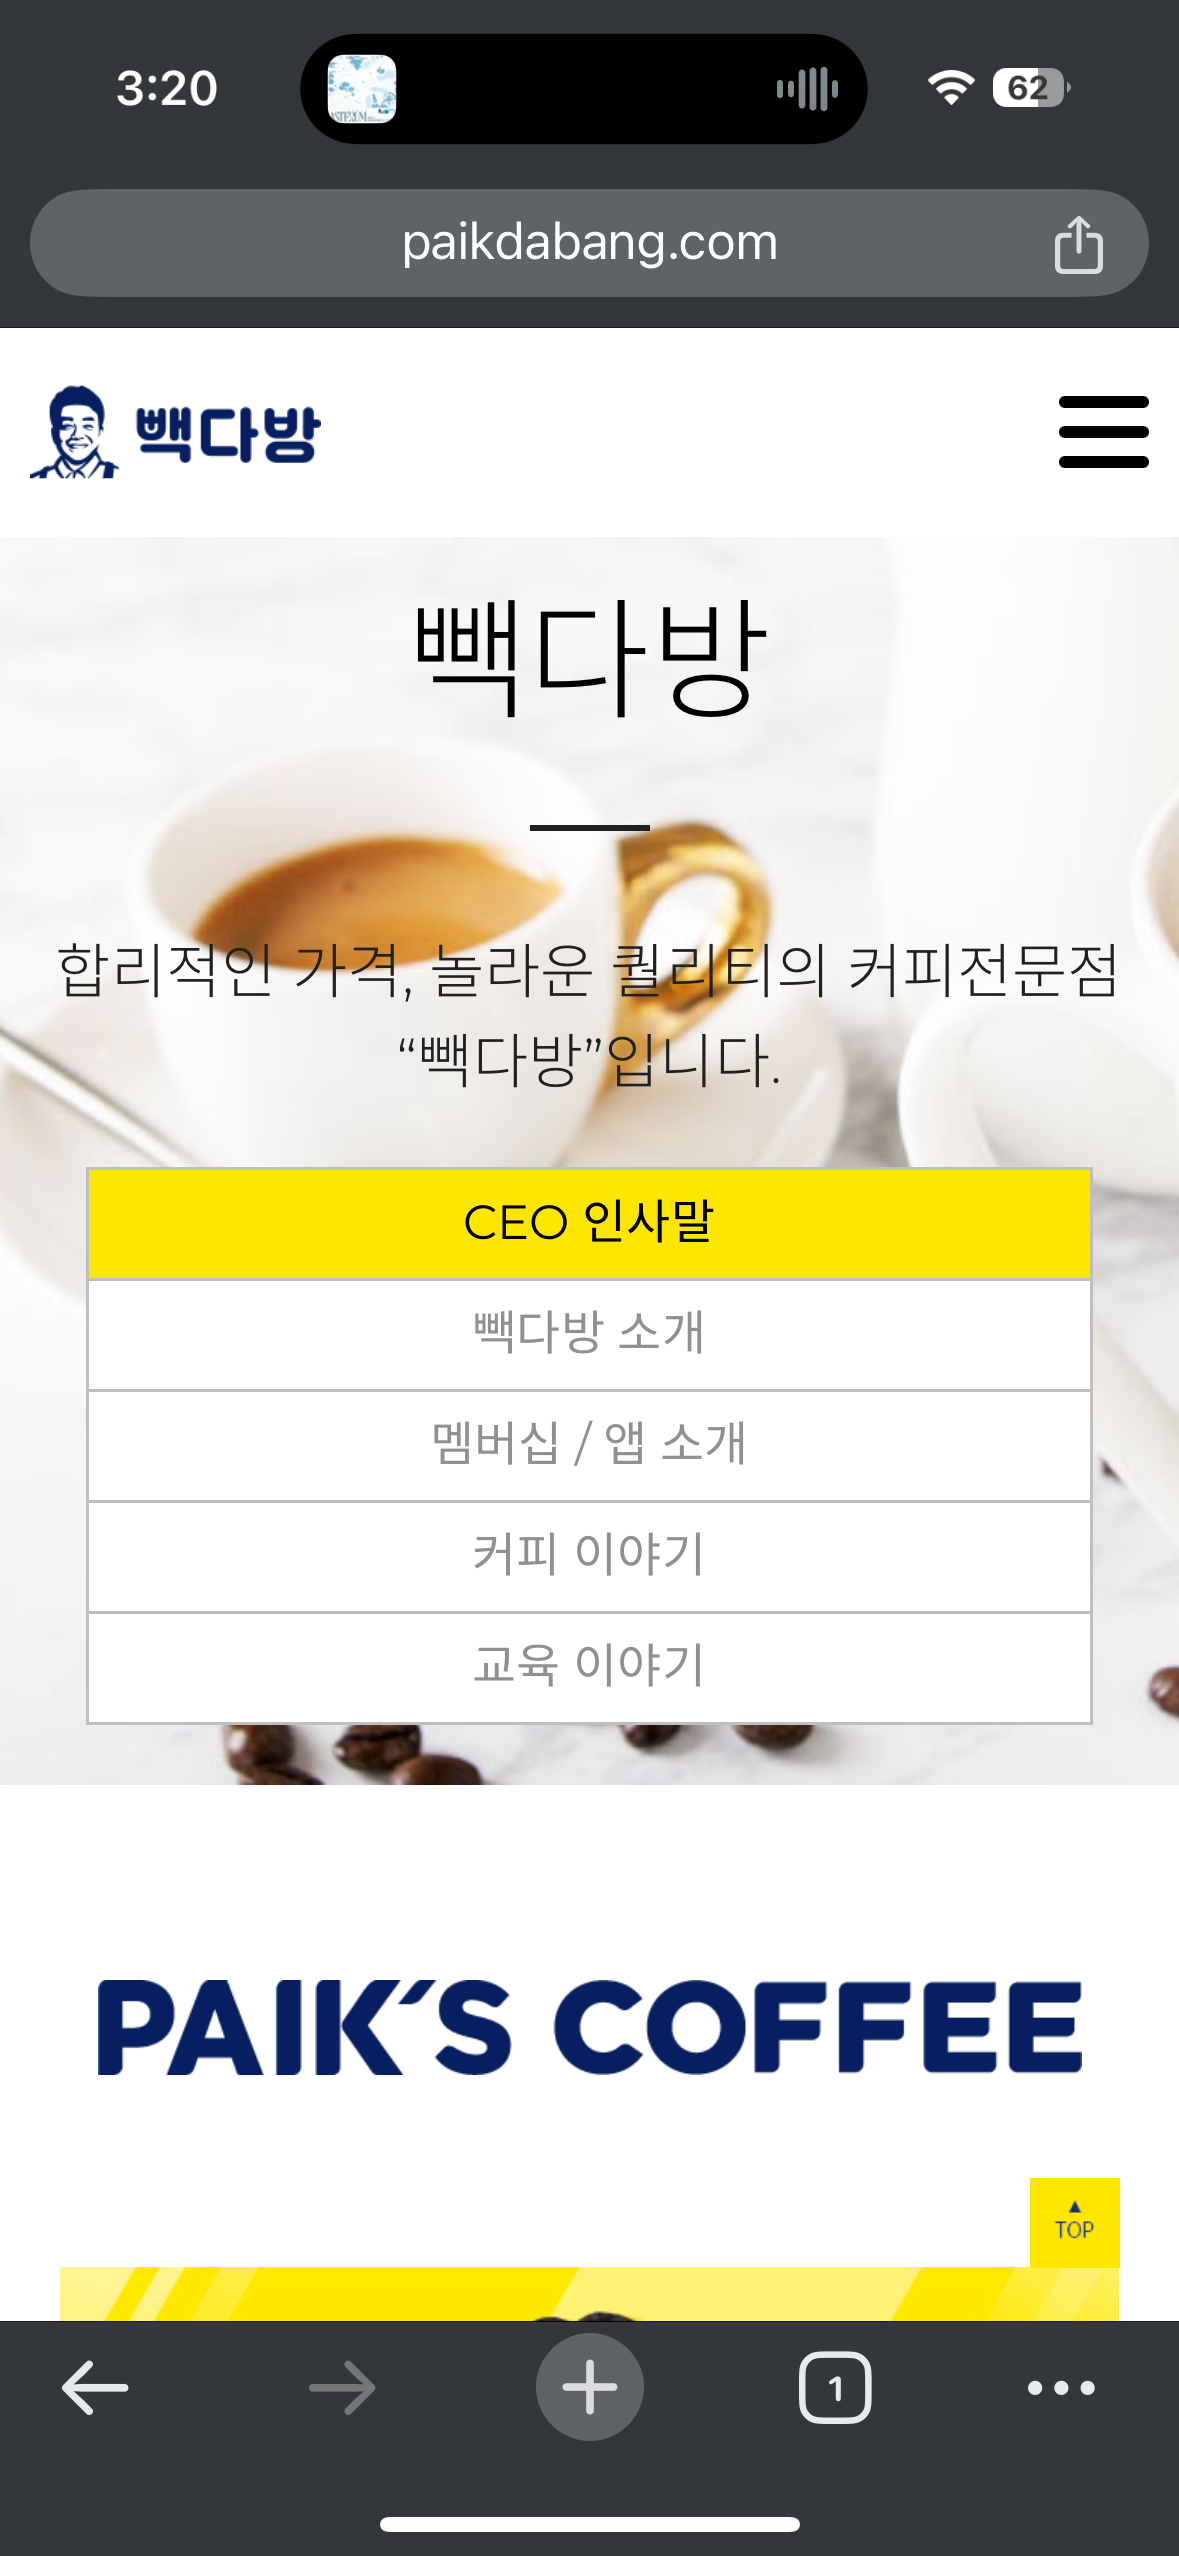 3:20
62
paikdabang.com
빽다방
빽다방
합리적인 가격, 놀라운 퀄리티의 커피전문점
“빽다방”입니다.
CEO 인사말
빽다방 소개
멤버십 / 앱 소개
커피 이야기
교육 이야기
PAIK'S COFFEE
▲
TOP
1